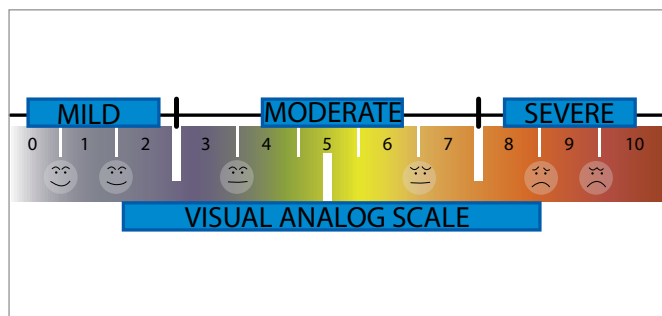 MILD MODERATE SEVERE
0 1 2 3 4 5 6 7 8 9 10
VISUAL ANALOG SCALE